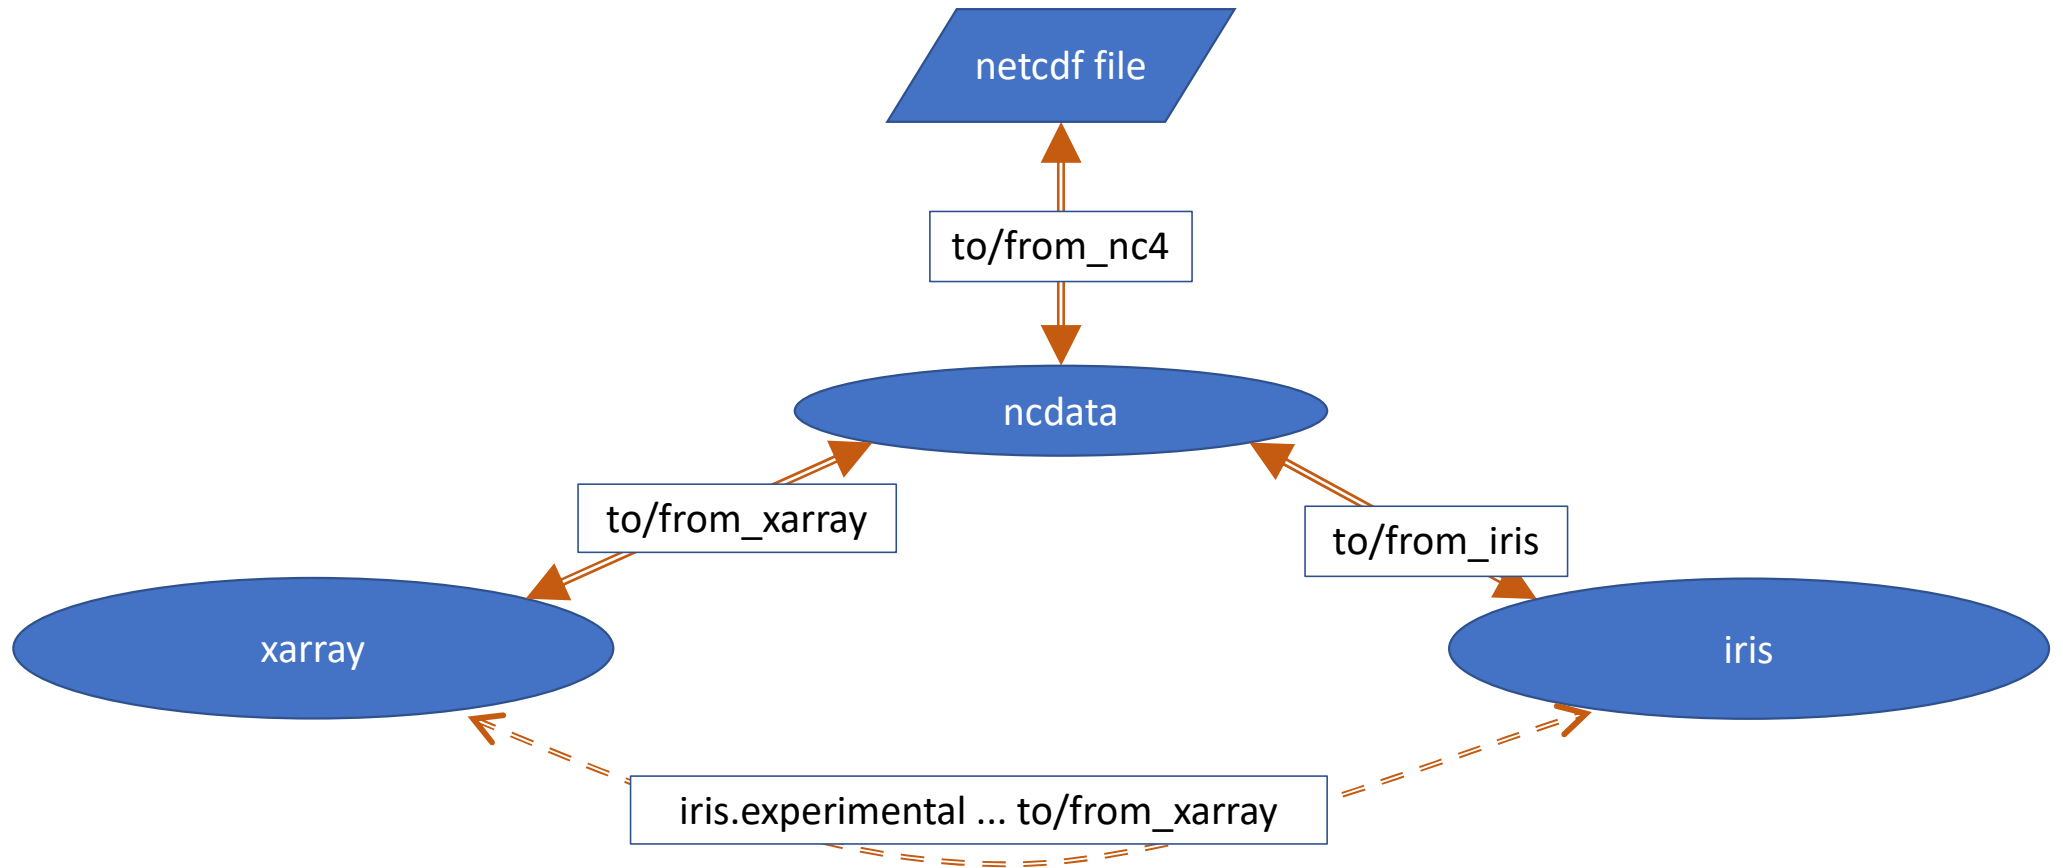 netcdf file
to/from_nc4
ncdata
to/from_xarray
to/from_iris
xarray
iris
iris.experimental ... to/from_xarray